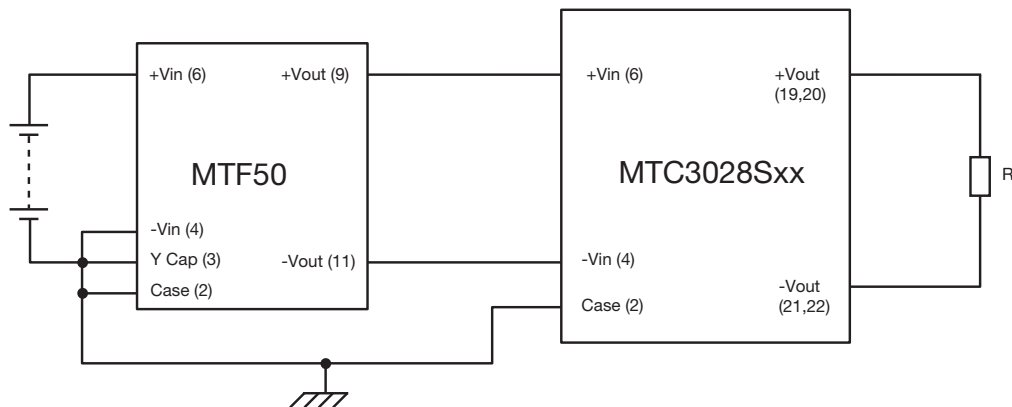 +Vin (6)
+Vout (9)
MTF50
-Vin (4)
Y Cap (3)
-Vout (11)
Case (2)
+Vin (6)
+Vout
(19,20)
MTC3028Sxx
-Vin (4)
Case (2)
-Vout
(21,22)
R